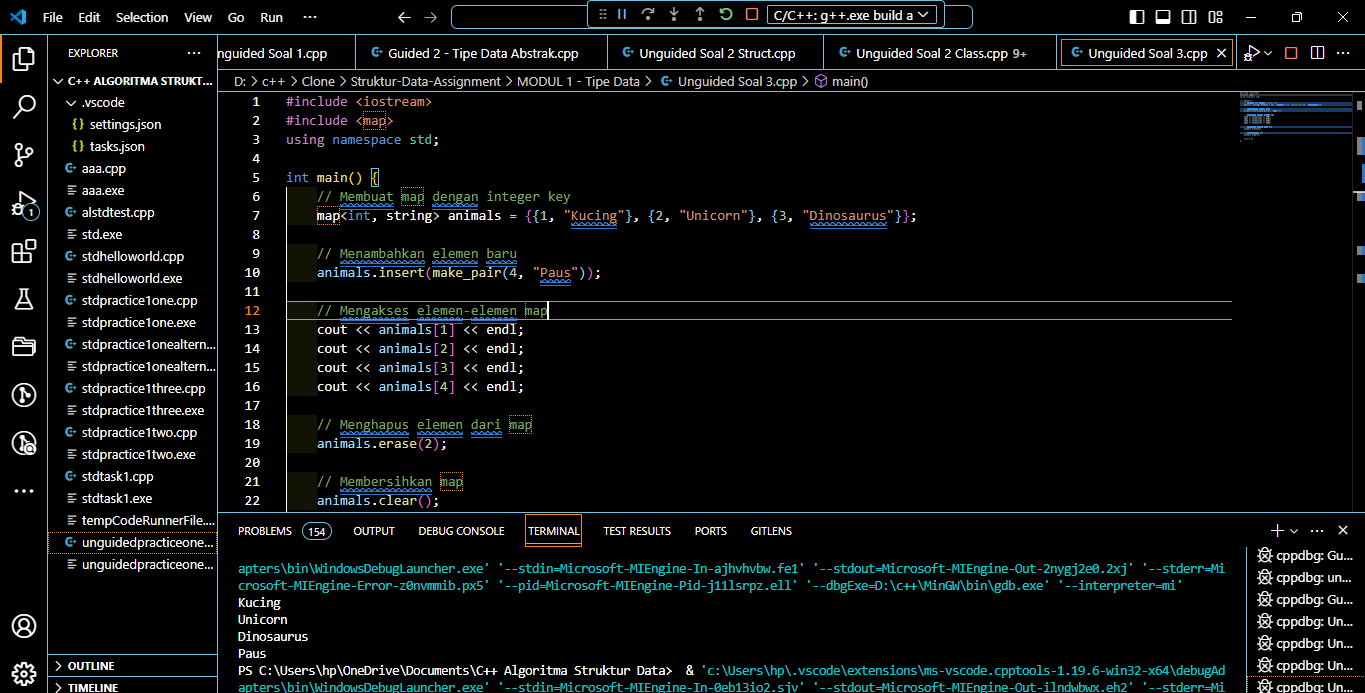 File Edit Selection View Go Run ···
C/C++: g++.exe build a
EXPLORER ···
nguided Soal 1.cpp
Guided 2 - Tipe Data Abstrak.cpp
Unguided Soal 2 Struct.cpp
Unguided Soal 2 Class.cpp 9+
Unguided Soal 3.cpp
C++ ALGORITMA STRUKT...
.vscode
{} settings.json
{} tasks.json
aaa.cpp
aaa.exe
alstdtest.cpp
std.exe
stdhelloworld.cpp
stdhelloworld.exe
stdpractice1one.cpp
stdpractice1one.exe
stdpractice1onealtern...
stdpractice1onealtern...
stdpractice1three.cpp
stdpractice1three.exe
stdpractice1two.cpp
stdpractice1two.exe
stdtask1.cpp
stdtask1.exe
tempCodeRunnerFile....
unguidedpracticeone...
unguidedpracticeone...
OUTLINE
TIMELINE
1
D: > c++ > Clone > Struktur-Data-Assignment > MODUL 1 - Tipe Data > Unguided Soal 3.cpp > main()
1 #include <iostream>
2 #include <map>
3 using namespace std;
4
5 int main() {
6 // Membuat map dengan integer key
7 map<int, string> animals = {{1, "Kucing"}, {2, "Unicorn"}, {3, "Dinosaurus"}};
8
9 // Menambahkan elemen baru
10 animals.insert(make_pair(4, "Paus"));
11
12 // Mengakses elemen-elemen map
13 cout << animals[1] << endl;
14 cout << animals[2] << endl;
15 cout << animals[3] << endl;
16 cout << animals[4] << endl;
17
18 // Menghapus elemen dari map
19 animals.erase(2);
20
21 // Membersihkan map
22 animals.clear();
PROBLEMS 154 OUTPUT DEBUG CONSOLE TERMINAL TEST RESULTS PORTS GITLENS
apters\bin\WindowsDebugLauncher.exe' '--stdin=Microsoft-MIEngine-In-ajhvhvbw.fe1' '--stdout=Microsoft-MIEngine-Out-2nygj2e0.2xj' '--stderr=Mi
crosoft-MIEngine-Error-z0nvmmib.px5' '--pid=Microsoft-MIEngine-Pid-j11lsrpz.ell' '--dbgExe=D:\c++\MinGW\bin\gdb.exe' '--interpreter=mi'
Kucing
Unicorn
Dinosaurus
Paus
PS C:\Users\hp\OneDrive\Documents\C++ Algoritma Struktur Data> & 'c:\Users\hp\.vscode\extensions\ms-vscode.cpptools-1.19.6-win32-x64\debugAd
apters\bin\WindowsDebugLauncher.exe' '--stdin=Microsoft-MIEngine-In-0eb13io2.sjv' '--stdout=Microsoft-MIEngine-Out-ilndwbwx.eh2' '--stderr=Mi
cppdbg: Gu...
cppdbg: un...
cppdbg: Gu...
cppdbg: Un...
cppdbg: Un...
cppdbg: Un...
cppdbg: Un...